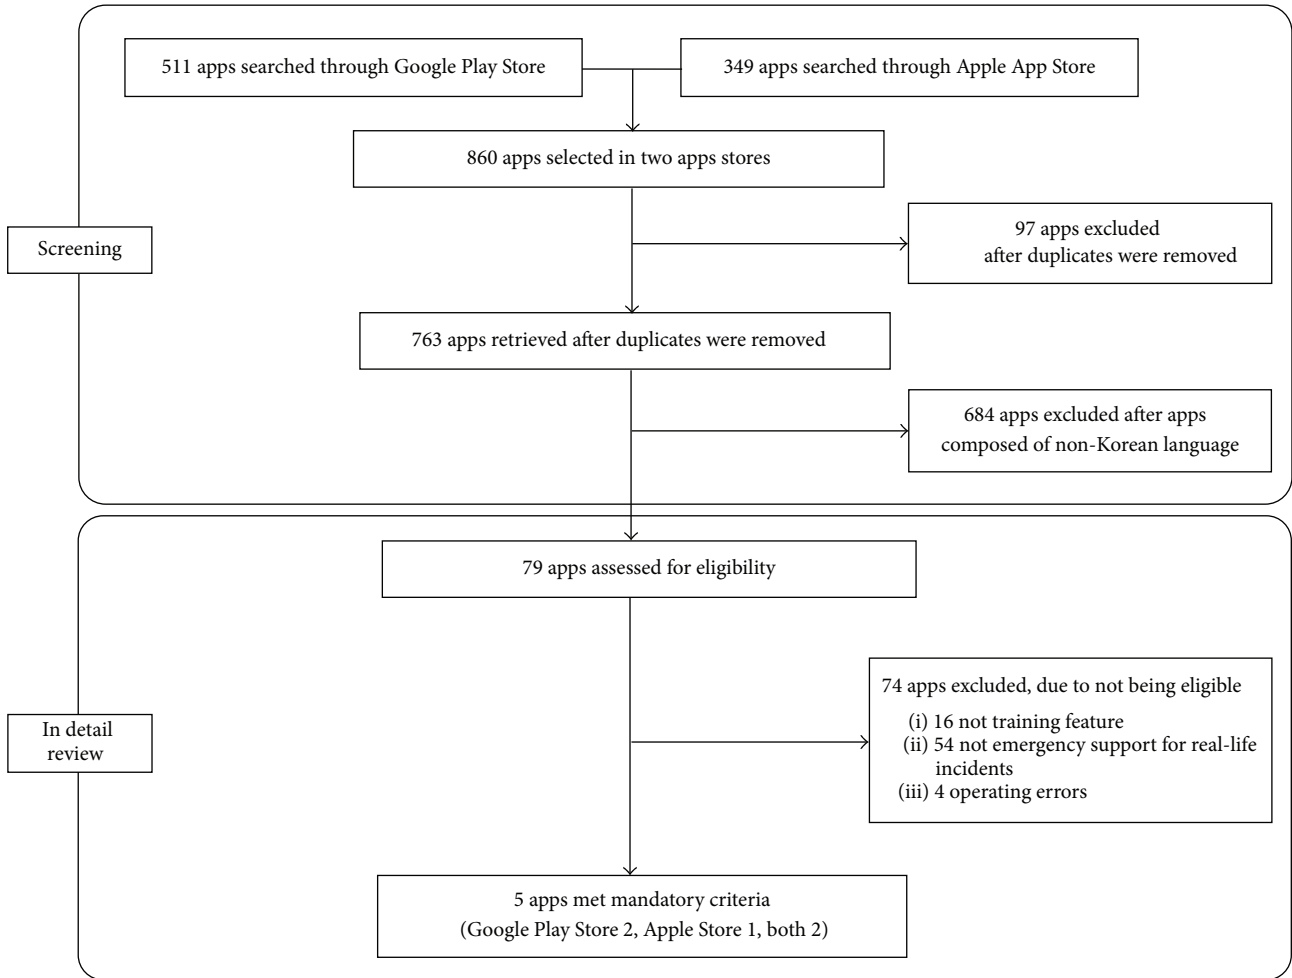 511 apps searched through Google Play Store
349 apps searched through Apple App Store
860 apps selected in two apps stores
97 apps excluded
after duplicates were removed
Screening
763 apps retrieved after duplicates were removed
684 apps excluded after apps
composed of non-Korean language
79 apps assessed for eligibility
74 apps excluded, due to not being eligible
(i) 16 not training feature
(ii) 54 not emergency support for real-life
incidents
(iii) 4 operating errors
In detail
review
5 apps met mandatory criteria
(Google Play Store 2, Apple Store 1, both 2)